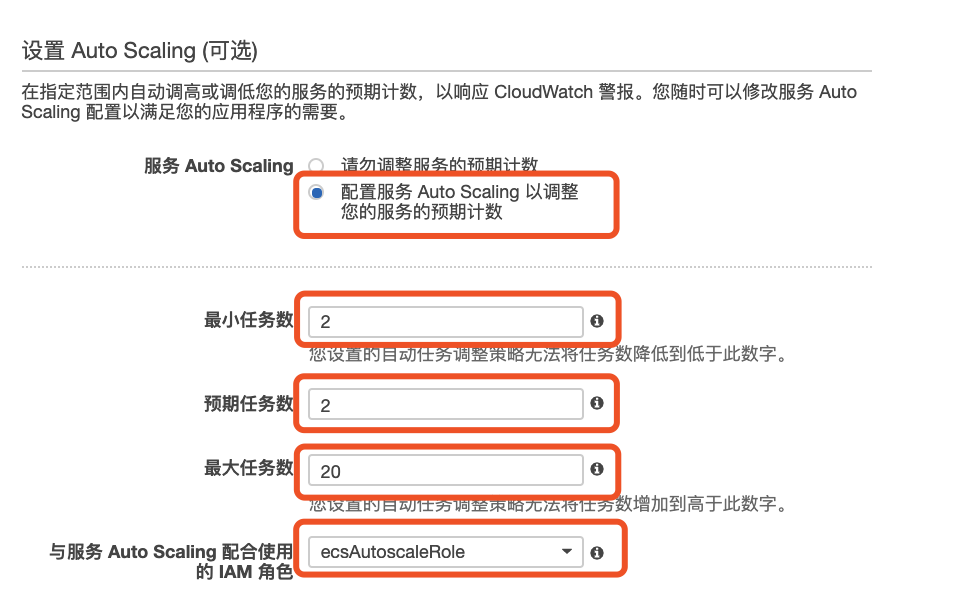 设置 Auto Scaling (可选)
在指定范围内自动调高或调低您的服务的预期计数，以响应 CloudWatch 警报。您随时可以修改服务 Auto
Scaling 配置以满足您的应用程序的需要。
服务 Auto Scaling
请勿调整服务的预期计数
配置服务 Auto Scaling 以调整
您的服务的预期计数
最小任务数
2
您设置的自动任务调整策略无法将任务数降低到低于此数字。
预期任务数
2
最大任务数
20
您设置的自动任务调整策略无法将任务数增加到高于此数字。
与服务 Auto Scaling 配合使用
的 IAM 角色
ecsAutoscaleRole